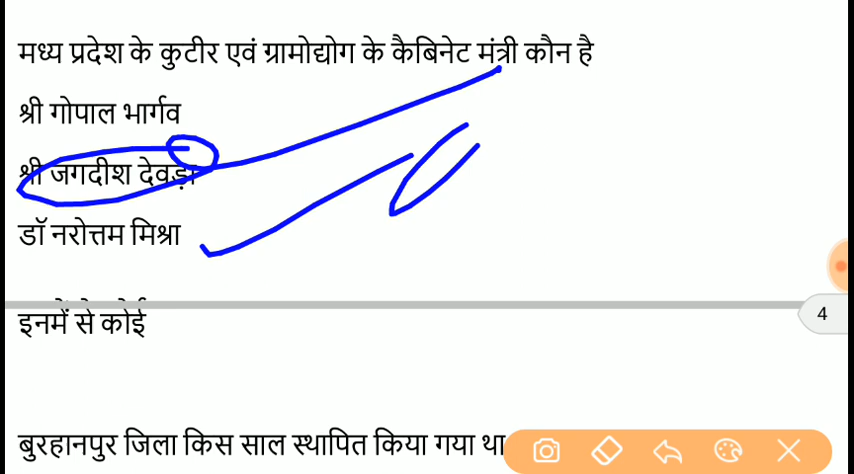 मध्य प्रदेश के कुटीर एवं ग्रामोद्योग के कैबिनेट मंत्री कौन है
श्री गोपाल भार्गव
श्री जगदीश देवड़ा
डॉ नरोत्तम मिश्रा
इनमें से कोई
4
बुरहानपुर जिला किस साल स्थापित किया गया था